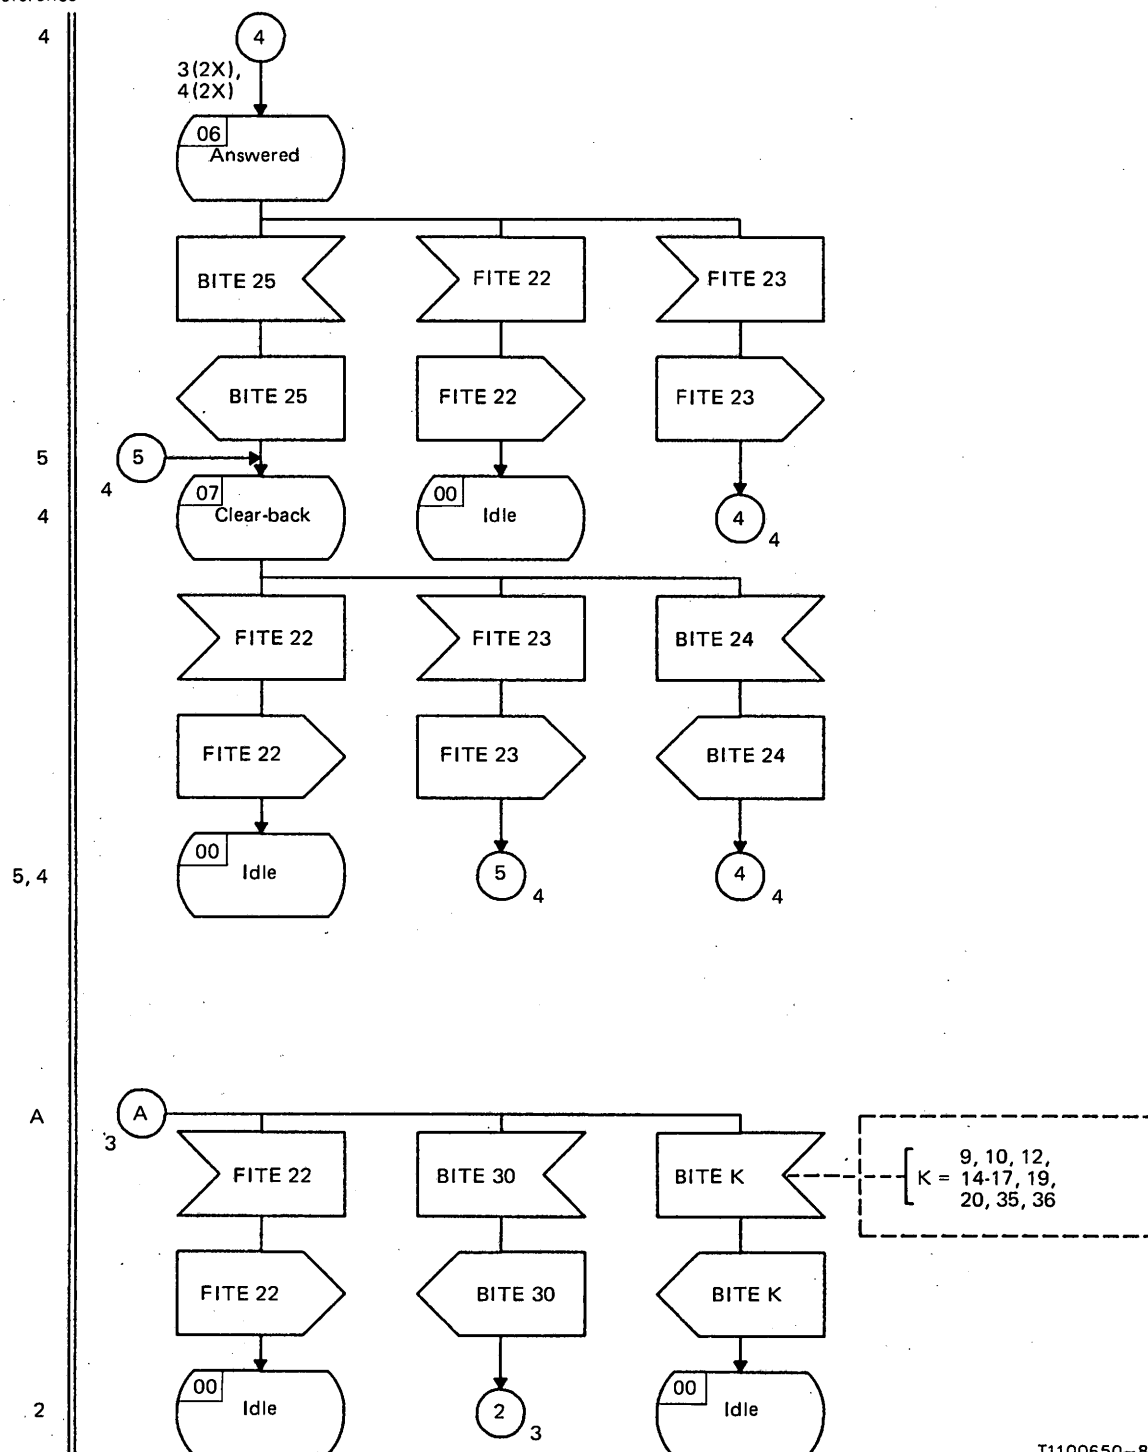 4
4
3(2X),
4(2X)
06
Answered
BITE 25
FITE 22
FITE 23
BITE 25
FITE 22
FITE 23
5
5
4
07
Clear-back
00
Idle
4
4
4
FITE 22
FITE 23
BITE 24
FITE 22
FITE 23
BITE 24
00
Idle
5, 4
5
4
4
4
A
A
3
FITE 22
BITE 30
BITE K
K = 9, 10, 12,
14-17, 19,
20, 35, 36
FITE 22
BITE 30
BITE K
00
Idle
2
2
3
00
Idle